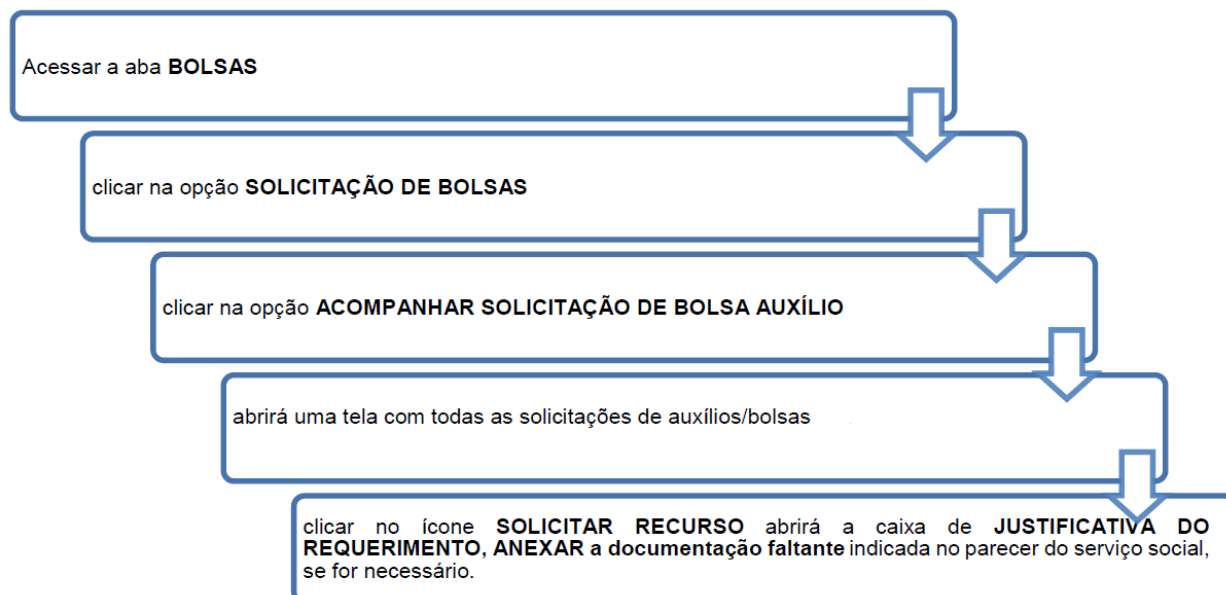 Acessar a aba BOLSAS
clicar na opção SOLICITAÇÃO DE BOLSAS
clicar na opção ACOMPANHAR SOLICITAÇÃO DE BOLSA AUXÍLIO
abrirá uma tela com todas as solicitações de auxílios/bolsas
clicar no ícone SOLICITAR RECURSO abrirá a caixa de JUSTIFICATIVA DO
REQUERIMENTO, ANEXAR a documentação faltante indicada no parecer do serviço social,
se for necessário.